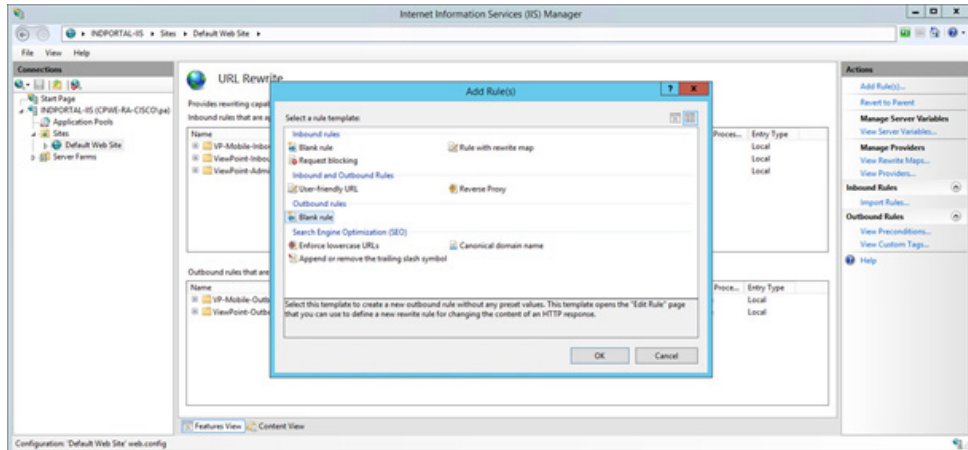 Internet Information Services (IIS) Manager
INDPORTAL-IIS ▸ Sites ▸ Default Web Site ▸
File View Help
Connections
Start Page
INDPORTAL-IIS (CPWE-RA-CISCO\pa
Application Pools
Sites
Default Web Site
Server Farms
URL Rewrite
Provides rewriting capab
Inbound rules that are a
Name
VP-Mobile-Inbo
ViewPoint-Inbou
ViewPoint-Admi
Proces... Entry Type
Local
Local
Local
Outbound rules that are
Name
VP-Mobile-Outb
ViewPoint-Outbo
Proce... Entry Type
Local
Local
Add Rule(s)
Select a rule template:
Inbound rules
Blank rule Rule with rewrite map
Request blocking
Inbound and Outbound Rules
User-friendly URL Reverse Proxy
Outbound rules
Blank rule
Search Engine Optimization (SEO)
Enforce lowercase URLs Canonical domain name
Append or remove the trailing slash symbol
Select this template to create a new outbound rule without any preset values. This template opens the "Edit Rule" page
that you can use to define a new rewrite rule for changing the content of an HTTP response.
OK Cancel
Actions
Add Rule(s)...
Revert to Parent
Manage Server Variables
View Server Variables...
Manage Providers
View Rewrite Maps...
View Providers...
Inbound Rules
Import Rules...
Outbound Rules
View Preconditions...
View Custom Tags...
Help
Features View Content View
Configuration: 'Default Web Site' web.config